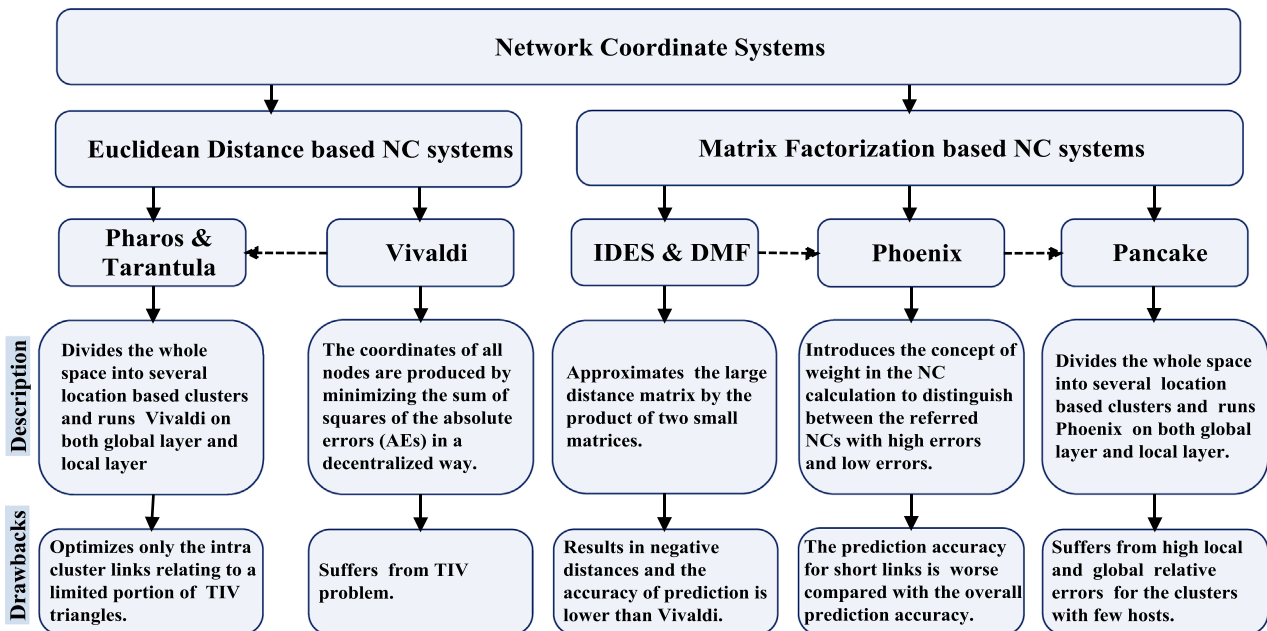 Network Coordinate Systems
Euclidean Distance based NC systems
Matrix Factorization based NC systems
Pharos &
Tarantula
Vivaldi
IDES & DMF
Phoenix
Pancake
Description
Divides the whole
space into several
location based clusters
and runs Vivaldi on
both global layer and
local layer
The coordinates of all
nodes are produced by
minimizing the sum of
squares of the absolute
errors (AEs) in a
decentralized way.
Approximates the large
distance matrix by the
product of two small
matrices.
Introduces the concept of
weight in the NC
calculation to distinguish
between the referred
NCs with high errors
and low errors.
Divides the whole space
into several location
based clusters and runs
Phoenix on both global
layer and local layer.
Drawbacks
Optimizes only the intra
cluster links relating to a
limited portion of TIV
triangles.
Suffers from TIV
problem.
Results in negative
distances and the
accuracy of prediction is
lower than Vivaldi.
The prediction accuracy
for short links is worse
compared with the overall
prediction accuracy.
Suffers from high local
and global relative
errors for the clusters
with few hosts.